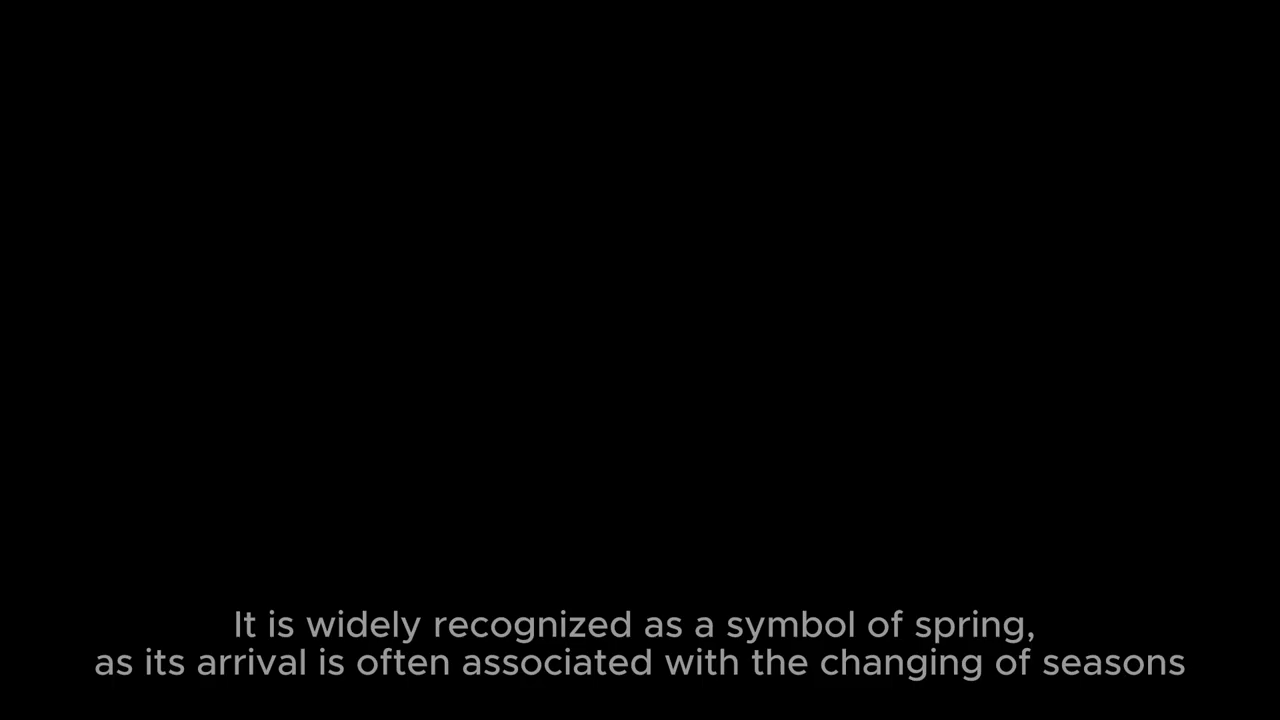 It is widely recognized as a symbol of spring,
as its arrival is often associated with the changing of seasons